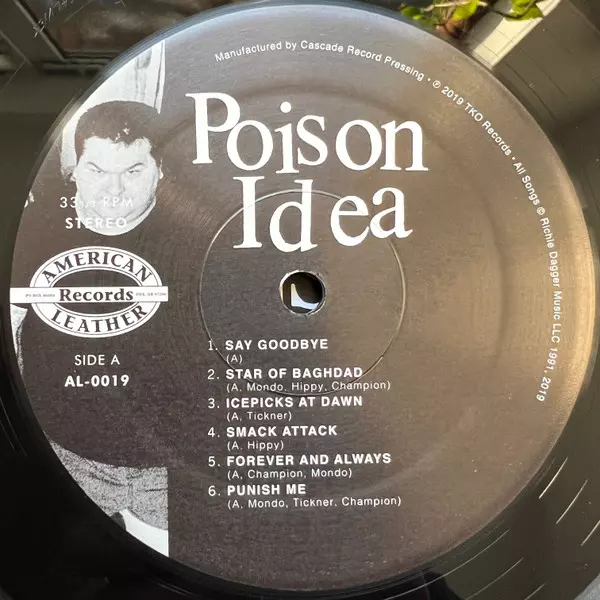 Manufactured by Cascade Record Pressing • ℗ 2019 TKO Records • All Songs © Richie Dagger Music LLC 1991, 2019
Poison
Idea
33 1/3 RPM
STEREO
AMERICAN
Records
LEATHER
SIDE A
AL-0019
1. SAY GOODBYE
(A)
2. STAR OF BAGHDAD
(A, Mondo, Hippy, Champion)
3. ICEPICKS AT DAWN
(A, Tickner)
4. SMACK ATTACK
(A. Hippy)
5. FOREVER AND ALWAYS
(A, Champion, Mondo)
6. PUNISH ME
(A, Mondo, Tickner, Champion)